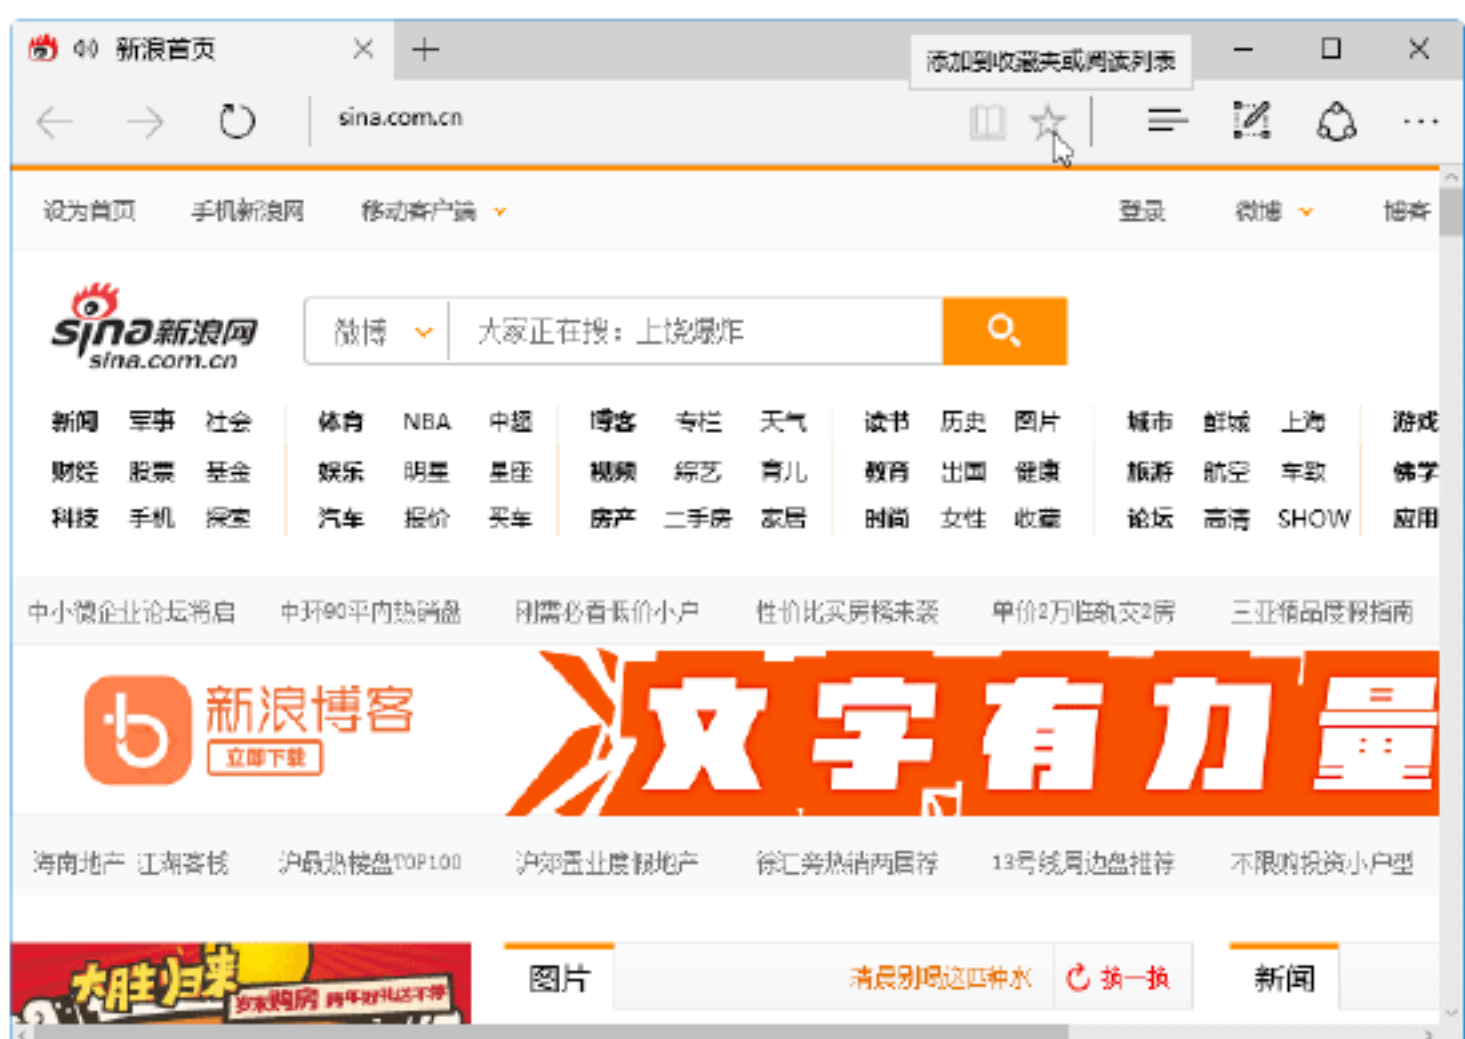 新浪首页
添加到收藏夹或阅读列表
sina.com.cn
设为首页 手机新浪网 移动客户端 登录 微博 博客
sina新浪网
sina.com.cn
微博 大家正在搜：上饶爆炸
新闻 军事 社会 体育 NBA 中超 博客 专栏 天气 读书 历史 图片 城市 鲜城 上海 游戏
财经 股票 基金 娱乐 明星 星座 视频 综艺 育儿 教育 出国 健康 旅游 航空 车致 佛学
科技 手机 探索 汽车 报价 买车 房产 二手房 家居 时尚 女性 收藏 论坛 高清 SHOW 应用
中小微企业论坛将启 中环90平内热销盘 刚需必看低价小户 性价比买房楼来袭 单价2万临轨交2房 三亚精品度假指南
新浪博客
立即下载
文字有力量
海南地产 江湖客栈 沪最热楼盘TOP100 沪郊置业度假地产 徐汇旁热销两居荐 13号线周边盘推荐 不限购投资小户型
大胜归来
岁末购房
图片 清晨别喝这四种水 换一换 新闻